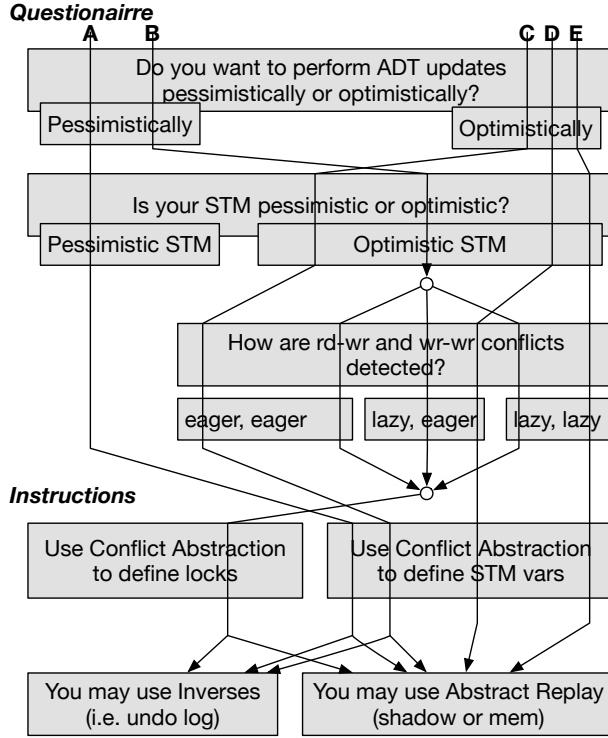 Questionairre
A B C D E
Do you want to perform ADT updates
pessimistically or optimistically?
Pessimistically Optimistically
Is your STM pessimistic or optimistic?
Pessimistic STM Optimistic STM
How are rd-wr and wr-wr conflicts
detected?
eager, eager lazy, eager lazy, lazy
Instructions
Use Conflict Abstraction
to define locks
Use Conflict Abstraction
to define STM vars
You may use Inverses
(i.e. undo log)
You may use Abstract Replay
(shadow or mem)